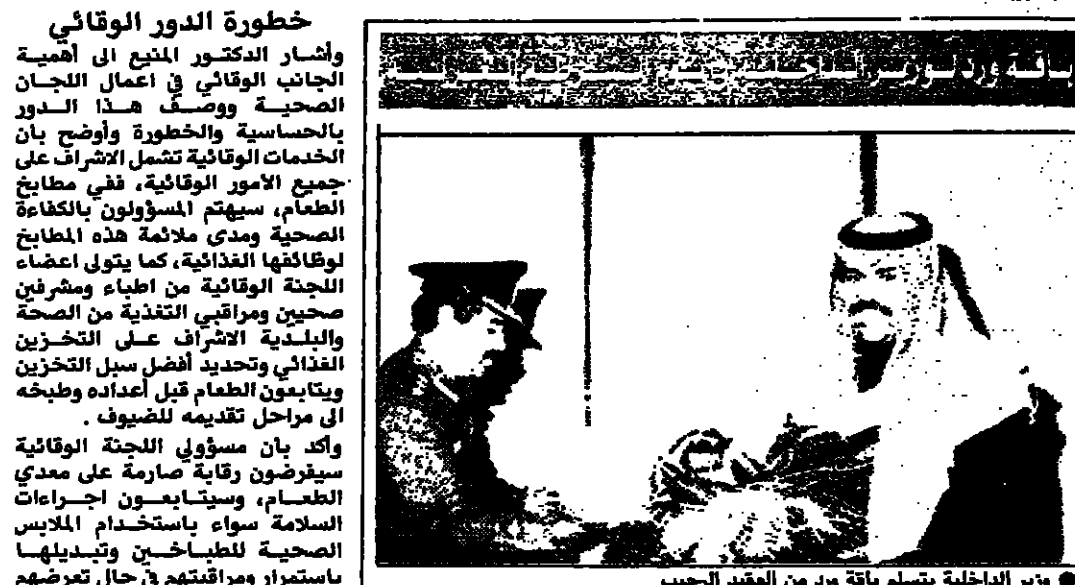 خطورة الدور الوقائي
وأشار الدكتور المنيع الى أهمية
الجانب الوقائي في اعمال اللجان
الصحية ووصف هذا الدور
بالحساسية والخطورة وأوضح بان
الخدمات الوقائية تشمل الاشراف على
جميع الأمور الوقائية، ففي مطابخ
الطعام، سيهتم المسؤولون بالكفاءة
الصحية ومدى ملائمة هذه المطابخ
لوظائفها الغذائية، كما يتولى اعضاء
اللجنة الوقائية من اطباء ومشرفين
صحيين ومراقبي التغذية من الصحة
والبلدية الاشراف على التخزين
الغذائي وتحديد أفضل سبل التخزين
ويتابعون الطعام قبل أعداده وطبخه
الى مراحل تقديمه للضيوف .
وأكد بان مسؤولي اللجنة الوقائية
سيفرضون رقابة صارمة على معدي
الطعام، وسيتابعون اجراءات
السلامة سواء باستخدام الملابس
الصحية للطباخين وتبديلها
باستمرار ومراقبتهم في حال تعرضهم
● وزير الداخلية يتسلم باقة ورد من العقيد الرجيب